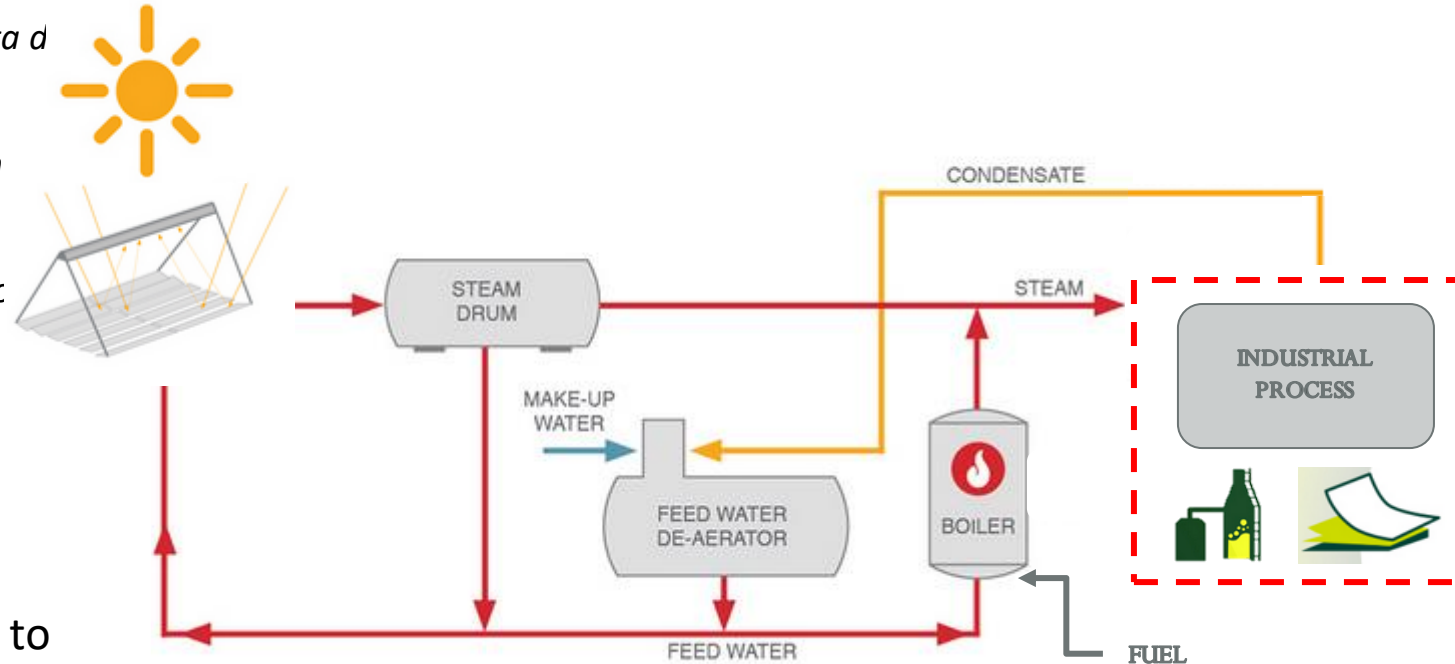 CONDENSATE
STEAM
DRUM
STEAM
INDUSTRIAL
PROCESS
MAKE-UP
WATER
FEED WATER
DE-AERATOR
BOILER
to
FEED WATER
FUEL